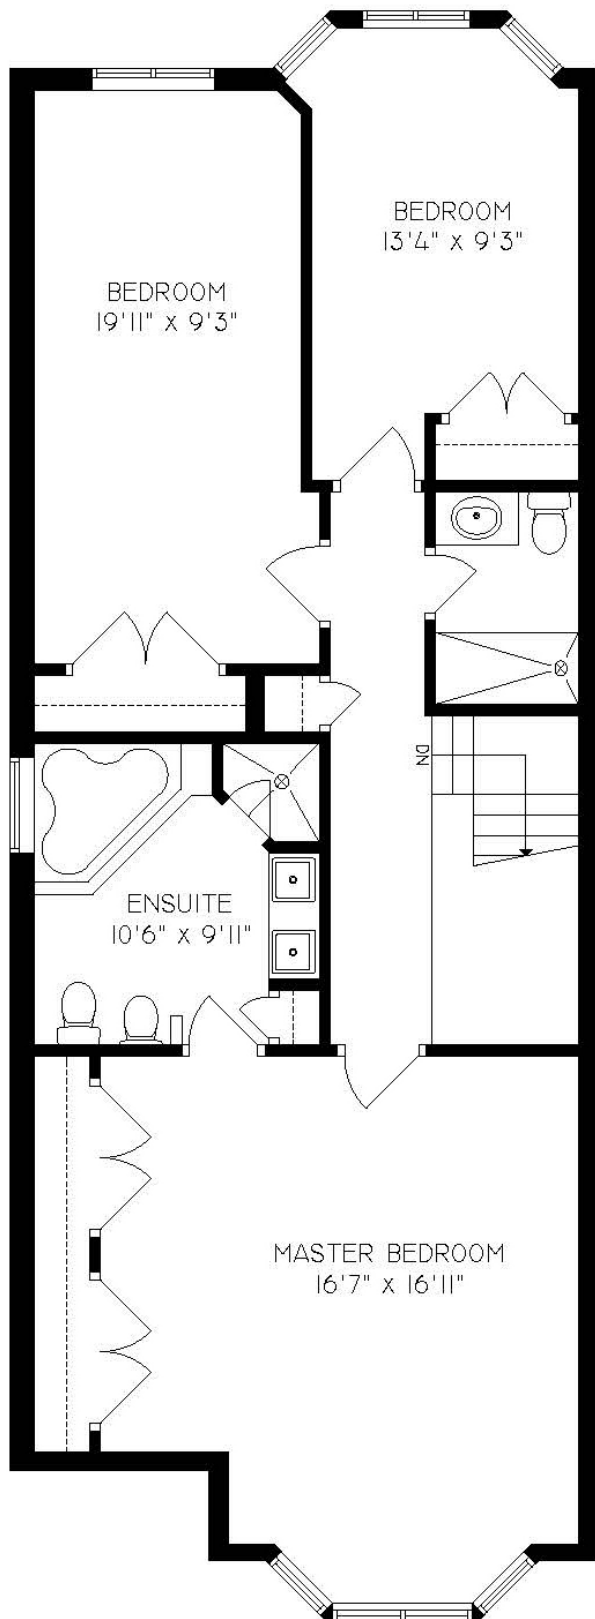 BEDROOM
13'4" X 9'3"
BEDROOM
19'11" X 9'3"
DN
ENSUITE
10'6" X 9'11"
MASTER BEDROOM
16'7" X 16'11"